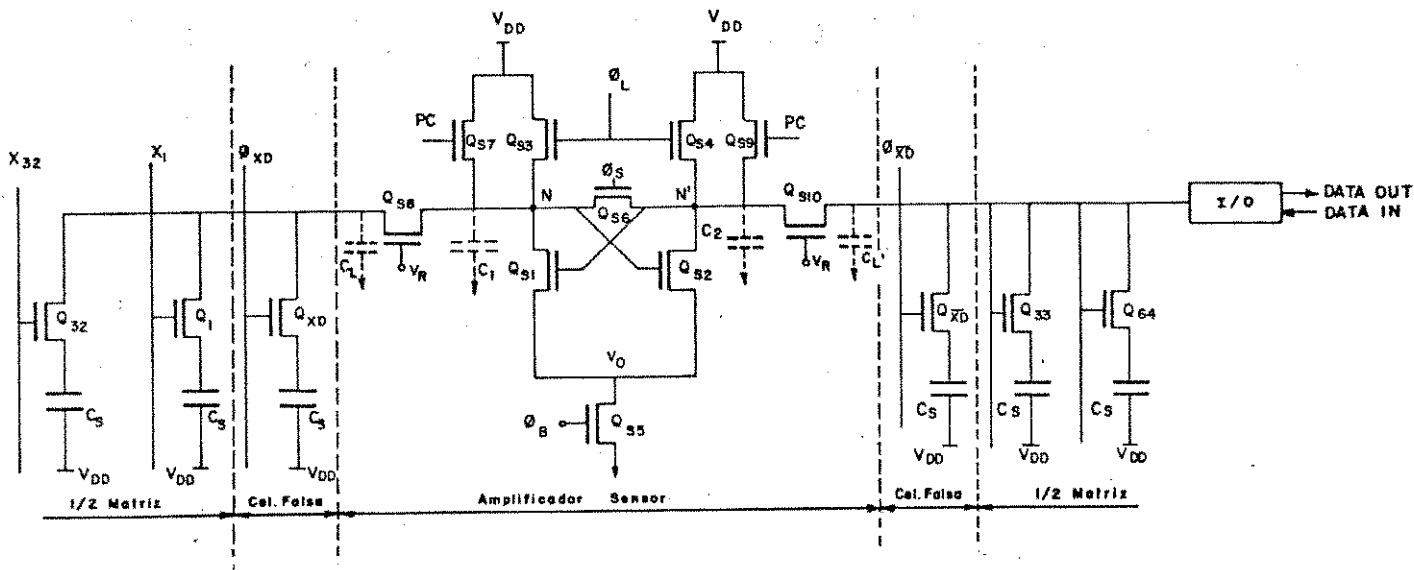 V_DD V_DD
Ø_L
PC Q_S7 Q_S3 Q_S4 Q_S9 PC
X_32 X_1 Ø_XD Ø_S Ø_X̅D̅
Q_S8 N Q_S6 N' Q_S10 I/O DATA OUT
DATA IN
C_L V_R C_1 Q_S1 Q_S2 C_2 V_R C_L'
Q_32 Q_1 Q_XD Q_X̅D̅ Q_33 Q_64
V_O
C_S C_S C_S Ø_B Q_S5 C_S C_S C_S
V_DD V_DD V_DD V_DD V_DD V_DD
1/2 Matriz Cel. Falsa Amplificador Sensor Cel. Falsa 1/2 Matriz